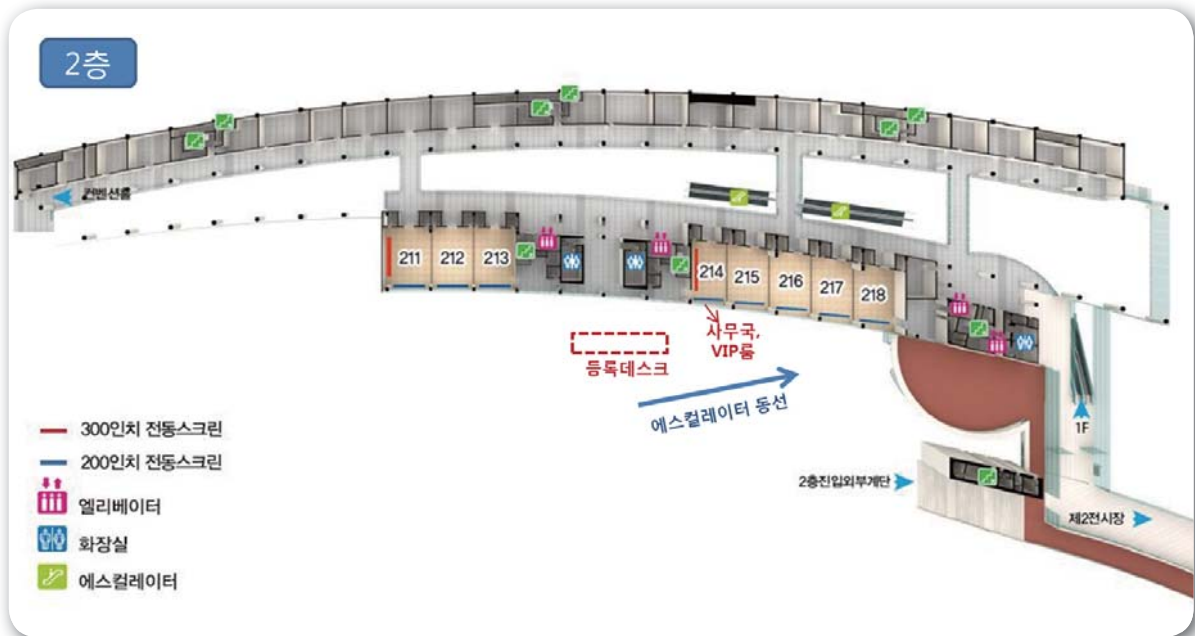 2층
컨벤션홀
211
212
213
214
215
216
217
218
사무국,
VIP룸
등록데스크
에스컬레이터 동선
1F
2층진입외부계단
제2전시장
300인치 전동스크린
200인치 전동스크린
엘리베이터
화장실
에스컬레이터